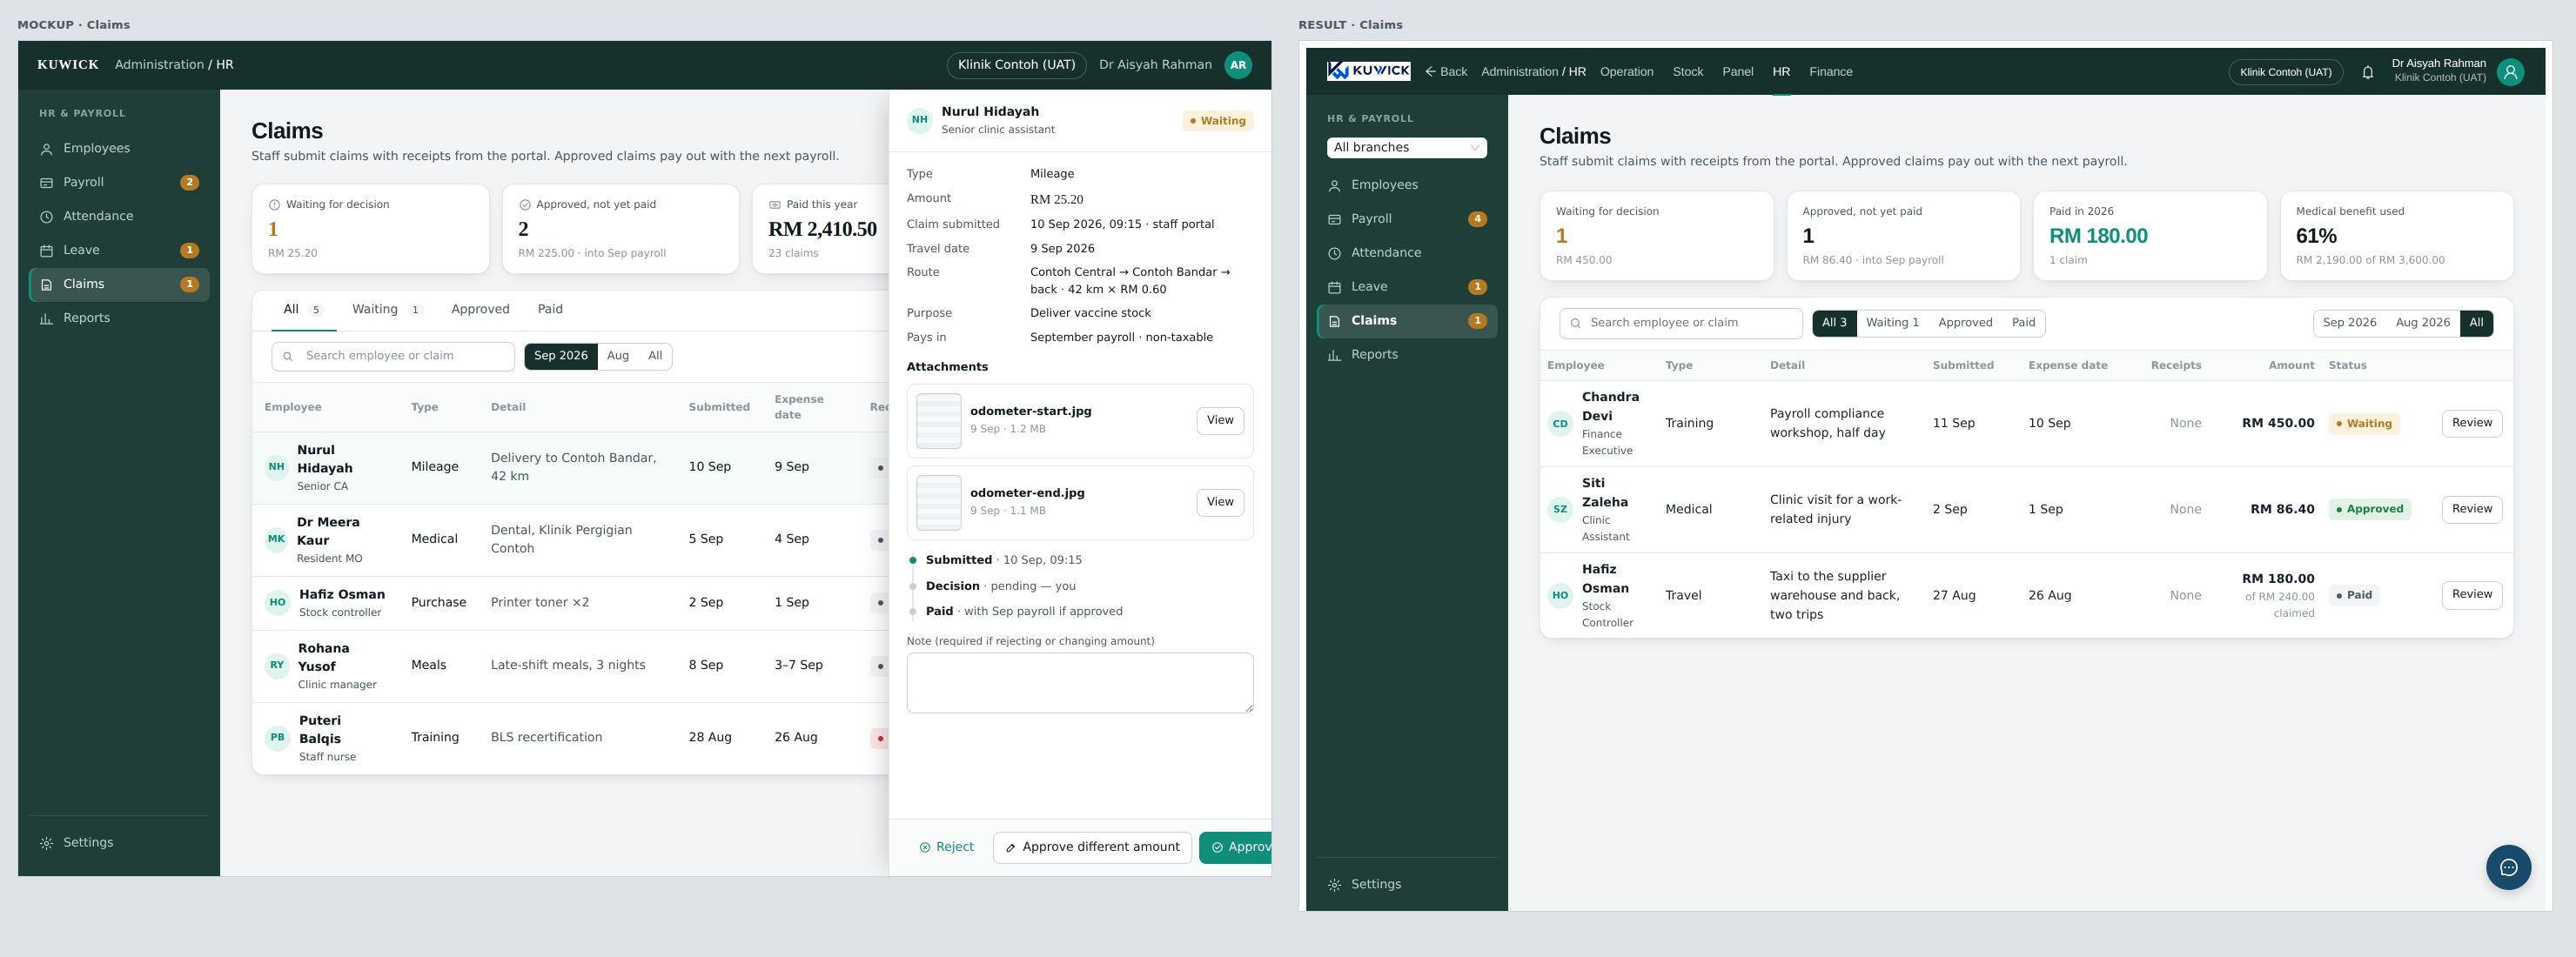 MOCKUP · Claims
KUWICK Administration / HR Klinik Contoh (UAT) Dr Aisyah Rahman AR
HR & PAYROLL
Employees
Payroll 2
Attendance
Leave 1
Claims 1
Reports
Settings
Claims
Staff submit claims with receipts from the portal. Approved claims pay out with the next payroll.
Waiting for decision
1
RM 25.20
Approved, not yet paid
2
RM 225.00 · into Sep payroll
Paid this year
RM 2,410.50
23 claims
All 5 Waiting 1 Approved Paid
Search employee or claim Sep 2026 Aug All
Employee Type Detail Submitted Expense date Rec
NH Nurul Hidayah Senior CA Mileage Delivery to Contoh Bandar, 42 km 10 Sep 9 Sep
MK Dr Meera Kaur Resident MO Medical Dental, Klinik Pergigian Contoh 5 Sep 4 Sep
HO Hafiz Osman Stock controller Purchase Printer toner ×2 2 Sep 1 Sep
RY Rohana Yusof Clinic manager Meals Late-shift meals, 3 nights 8 Sep 3–7 Sep
PB Puteri Balqis Staff nurse Training BLS recertification 28 Aug 26 Aug
NH Nurul Hidayah Waiting
Senior clinic assistant
Type Mileage
Amount RM 25.20
Claim submitted 10 Sep 2026, 09:15 · staff portal
Travel date 9 Sep 2026
Route Contoh Central → Contoh Bandar →
back · 42 km × RM 0.60
Purpose Deliver vaccine stock
Pays in September payroll · non-taxable
Attachments
odometer-start.jpg
9 Sep · 1.2 MB
View
odometer-end.jpg
9 Sep · 1.1 MB
View
Submitted · 10 Sep, 09:15
Decision · pending — you
Paid · with Sep payroll if approved
Note (required if rejecting or changing amount)
Reject Approve different amount Approv
RESULT · Claims
KUWICK Back Administration / HR Operation Stock Panel HR Finance Klinik Contoh (UAT) Dr Aisyah Rahman
Klinik Contoh (UAT)
HR & PAYROLL
All branches
Employees
Payroll 4
Attendance
Leave 1
Claims 1
Reports
Settings
Claims
Staff submit claims with receipts from the portal. Approved claims pay out with the next payroll.
Waiting for decision
1
RM 450.00
Approved, not yet paid
1
RM 86.40 · into Sep payroll
Paid in 2026
RM 180.00
1 claim
Medical benefit used
61%
RM 2,190.00 of RM 3,600.00
Search employee or claim All 3 Waiting 1 Approved Paid Sep 2026 Aug 2026 All
Employee Type Detail Submitted Expense date Receipts Amount Status
CD Chandra Devi Finance Executive Training Payroll compliance workshop, half day 11 Sep 10 Sep None RM 450.00 Waiting Review
SZ Siti Zaleha Clinic Assistant Medical Clinic visit for a work-related injury 2 Sep 1 Sep None RM 86.40 Approved Review
HO Hafiz Osman Stock Controller Travel Taxi to the supplier warehouse and back, two trips 27 Aug 26 Aug None RM 180.00 of RM 240.00 claimed Paid Review